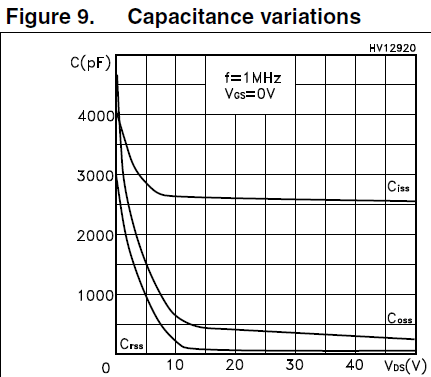 Figure 9. Capacitance variations
HV12920
C(pF)
f=1MHz
VGS=0V
4000
3000
Ciss
2000
1000
Coss
Crss
0 10 20 30 40 VDS(V)